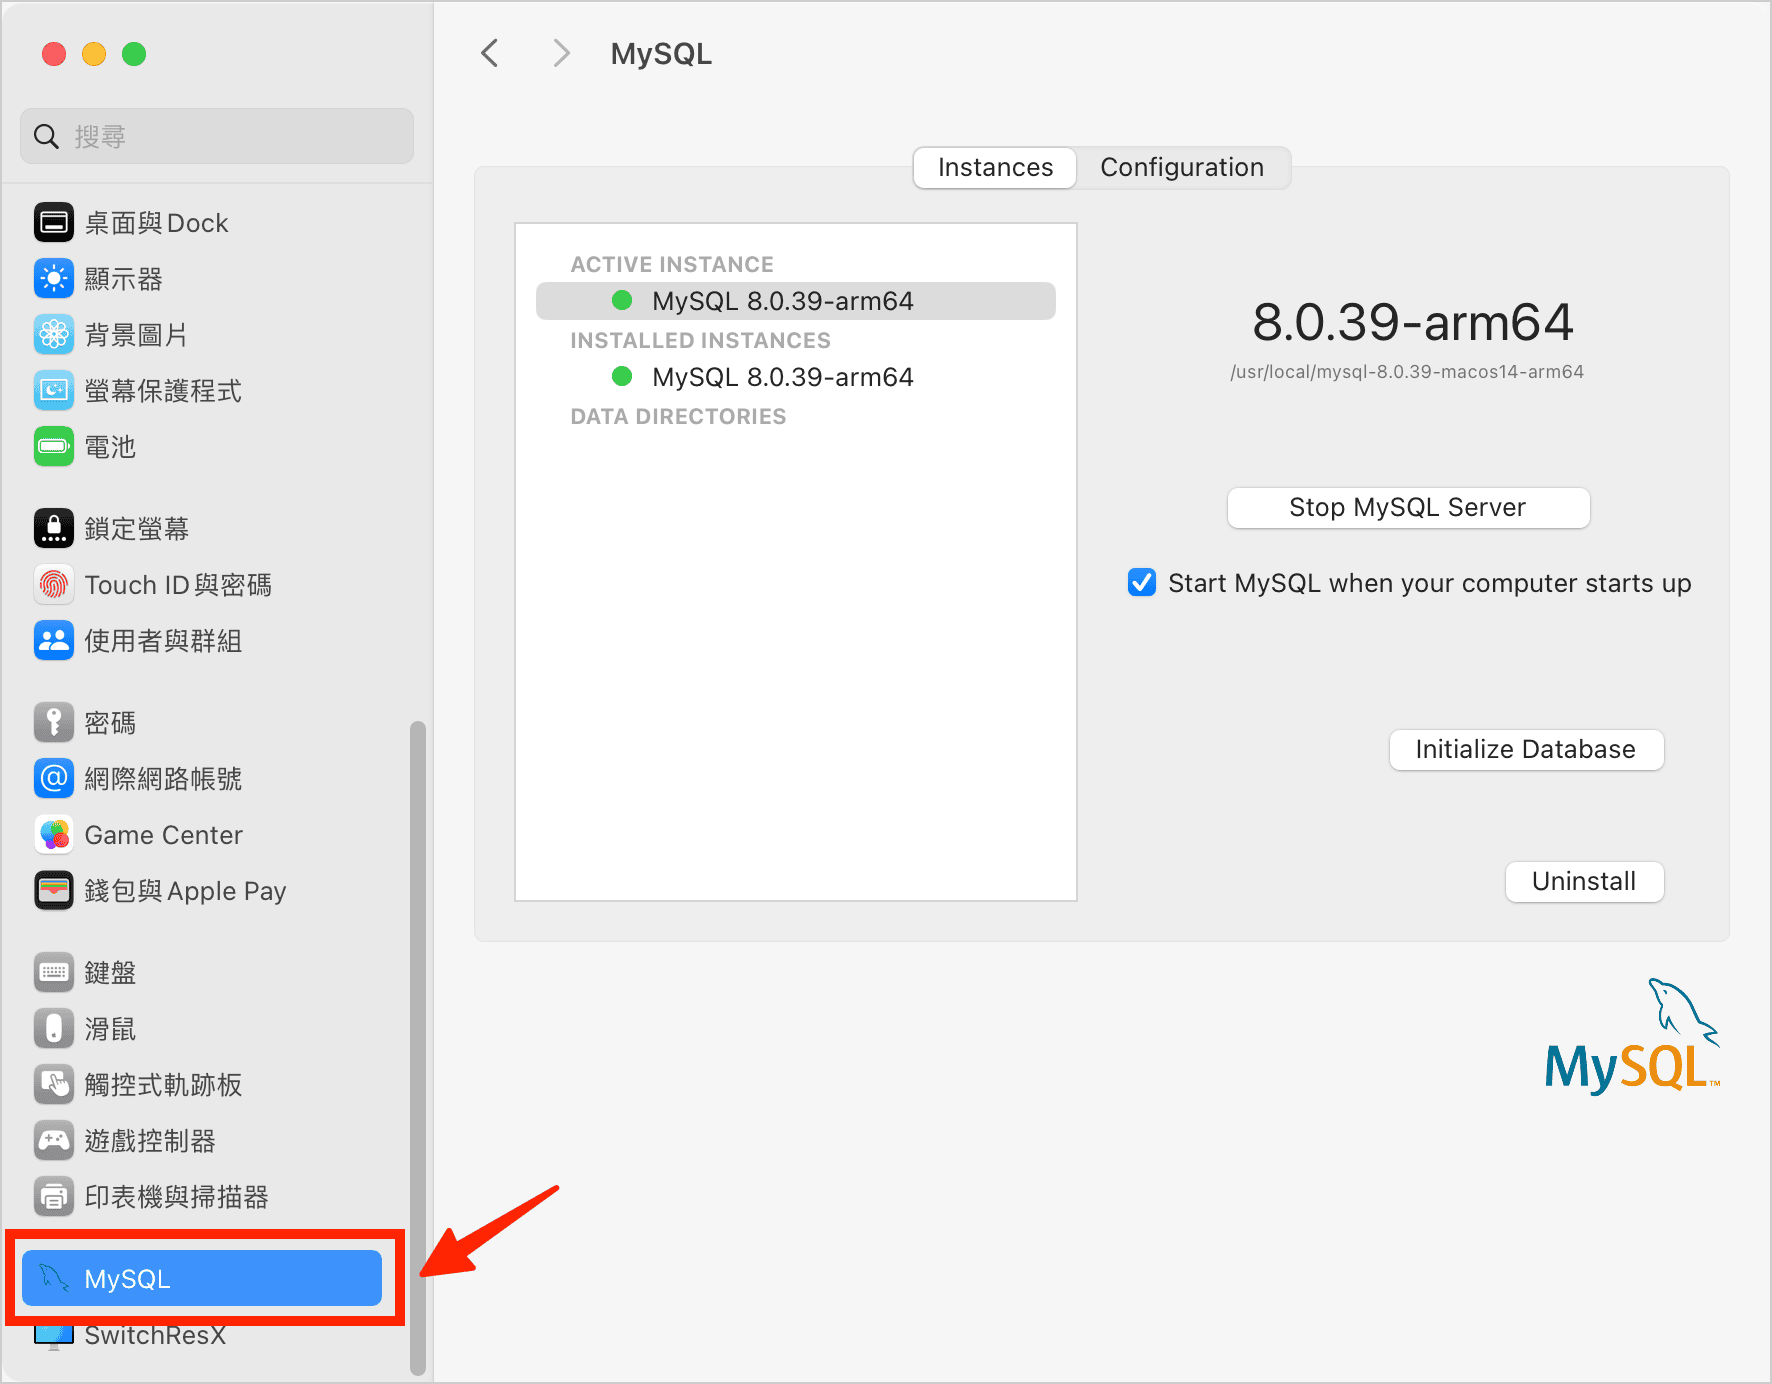 搜尋
桌面與Dock
顯示器
背景圖片
螢幕保護程式
電池
鎖定螢幕
Touch ID與密碼
使用者與群組
密碼
網際網路帳號
Game Center
錢包與Apple Pay
鍵盤
滑鼠
觸控式軌跡板
遊戲控制器
印表機與掃描器
MySQL
SwitchResX
MySQL
Instances
Configuration
ACTIVE INSTANCE
MySQL 8.0.39-arm64
INSTALLED INSTANCES
MySQL 8.0.39-arm64
DATA DIRECTORIES
8.0.39-arm64
/usr/local/mysql-8.0.39-macos14-arm64
Stop MySQL Server
Start MySQL when your computer starts up
Initialize Database
Uninstall
MySQL™